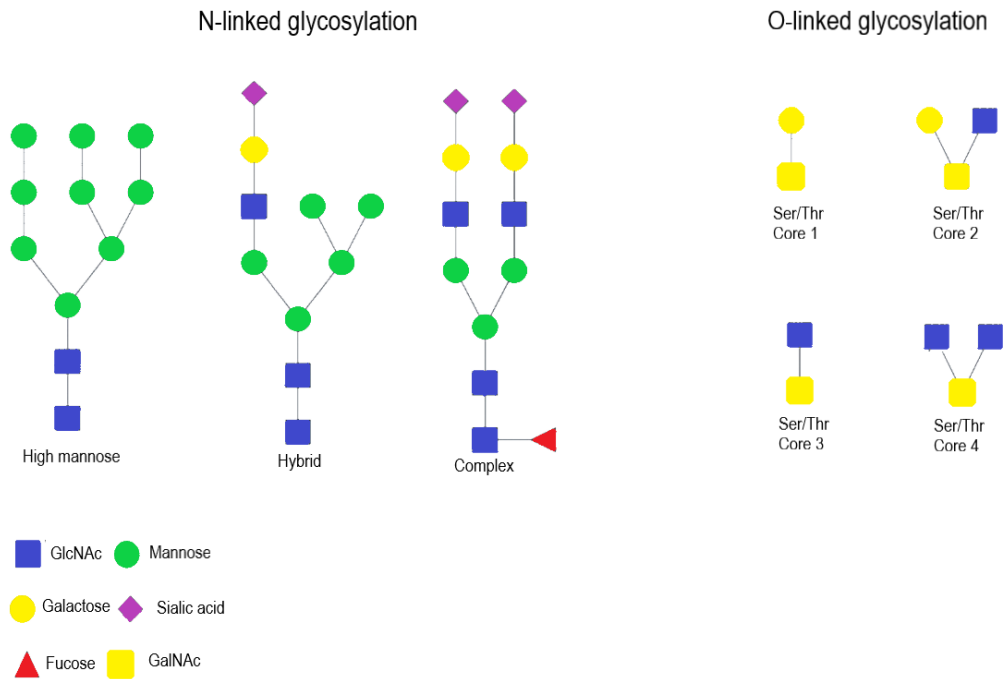 N-linked glycosylation
O-linked glycosylation
High mannose
Hybrid
Complex
Ser/Thr
Core 1
Ser/Thr
Core 2
Ser/Thr
Core 3
Ser/Thr
Core 4
GlcNAc
Mannose
Galactose
Sialic acid
Fucose
GalNAc